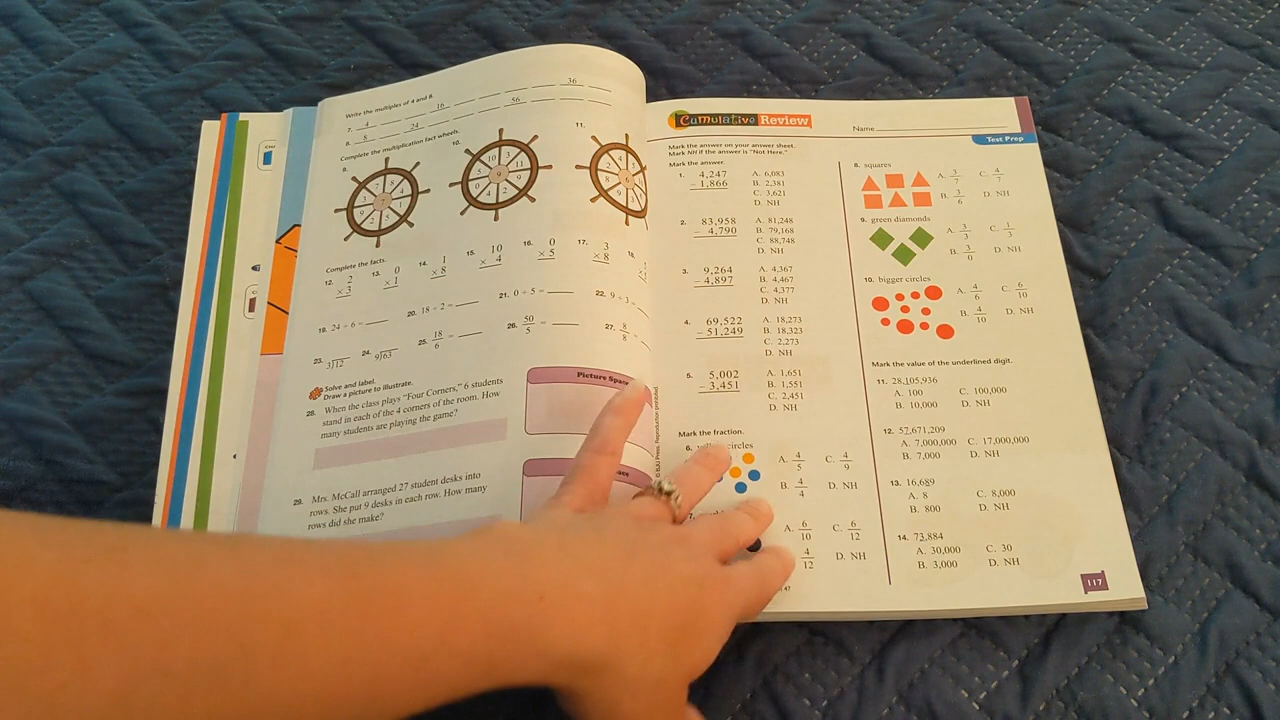 Write the multiples of 4 and 8.
7. 4 16 36
8. 8 24 56
Complete the multiplication fact wheels.
9. 10. 11.
Complete the facts.
12. 2 × 3
13. 0 × 1
14. 1 × 8
15. 10 × 4
16. 0 × 5
17. 3 × 8
18.
19. 24 ÷ 6 =
20. 18 ÷ 2 =
21. 0 ÷ 5 =
22. 9 ÷ 3 =
23. 3)12
24. 9)63
25. 18/6 =
26. 50/5 =
27. 8/8 =
Solve and label.
Draw a picture to illustrate.
28. When the class plays “Four Corners,” 6 students
stand in each of the 4 corners of the room. How
many students are playing the game?
Picture Space
29. Mrs. McCall arranged 27 student desks into
rows. She put 9 desks in each row. How many
rows did she make?
Cumulative Review
Name
Test Prep
Mark the answer on your answer sheet.
Mark NH if the answer is “Not Here.”
Mark the answer.
1. 4,247 − 1,866
A. 6,083
B. 2,381
C. 3,621
D. NH
2. 83,958 − 4,790
A. 81,248
B. 79,168
C. 88,748
D. NH
3. 9,264 − 4,897
A. 4,367
B. 4,467
C. 4,377
D. NH
4. 69,522 − 51,249
A. 18,273
B. 18,323
C. 2,273
D. NH
5. 5,002 − 3,451
A. 1,651
B. 1,551
C. 2,451
D. NH
Mark the fraction.
6. circles
A. 4/5 C. 4/9
B. 4/4 D. NH
7.
A. 6/10 C. 6/12
4/12 D. NH
8. squares
A. 3/7 C. 4/7
B. 3/6 D. NH
9. green diamonds
A. 3/3 C. 1/3
B. 3/0 D. NH
10. bigger circles
A. 4/6 C. 6/10
B. 4/10 D. NH
Mark the value of the underlined digit.
11. 28,105,936
A. 100 C. 100,000
B. 10,000 D. NH
12. 57,671,209
A. 7,000,000 C. 17,000,000
B. 7,000 D. NH
13. 16,689
A. 8 C. 8,000
B. 800 D. NH
14. 73,884
A. 30,000 C. 30
B. 3,000 D. NH
© BJU Press. Reproduction prohibited.
117